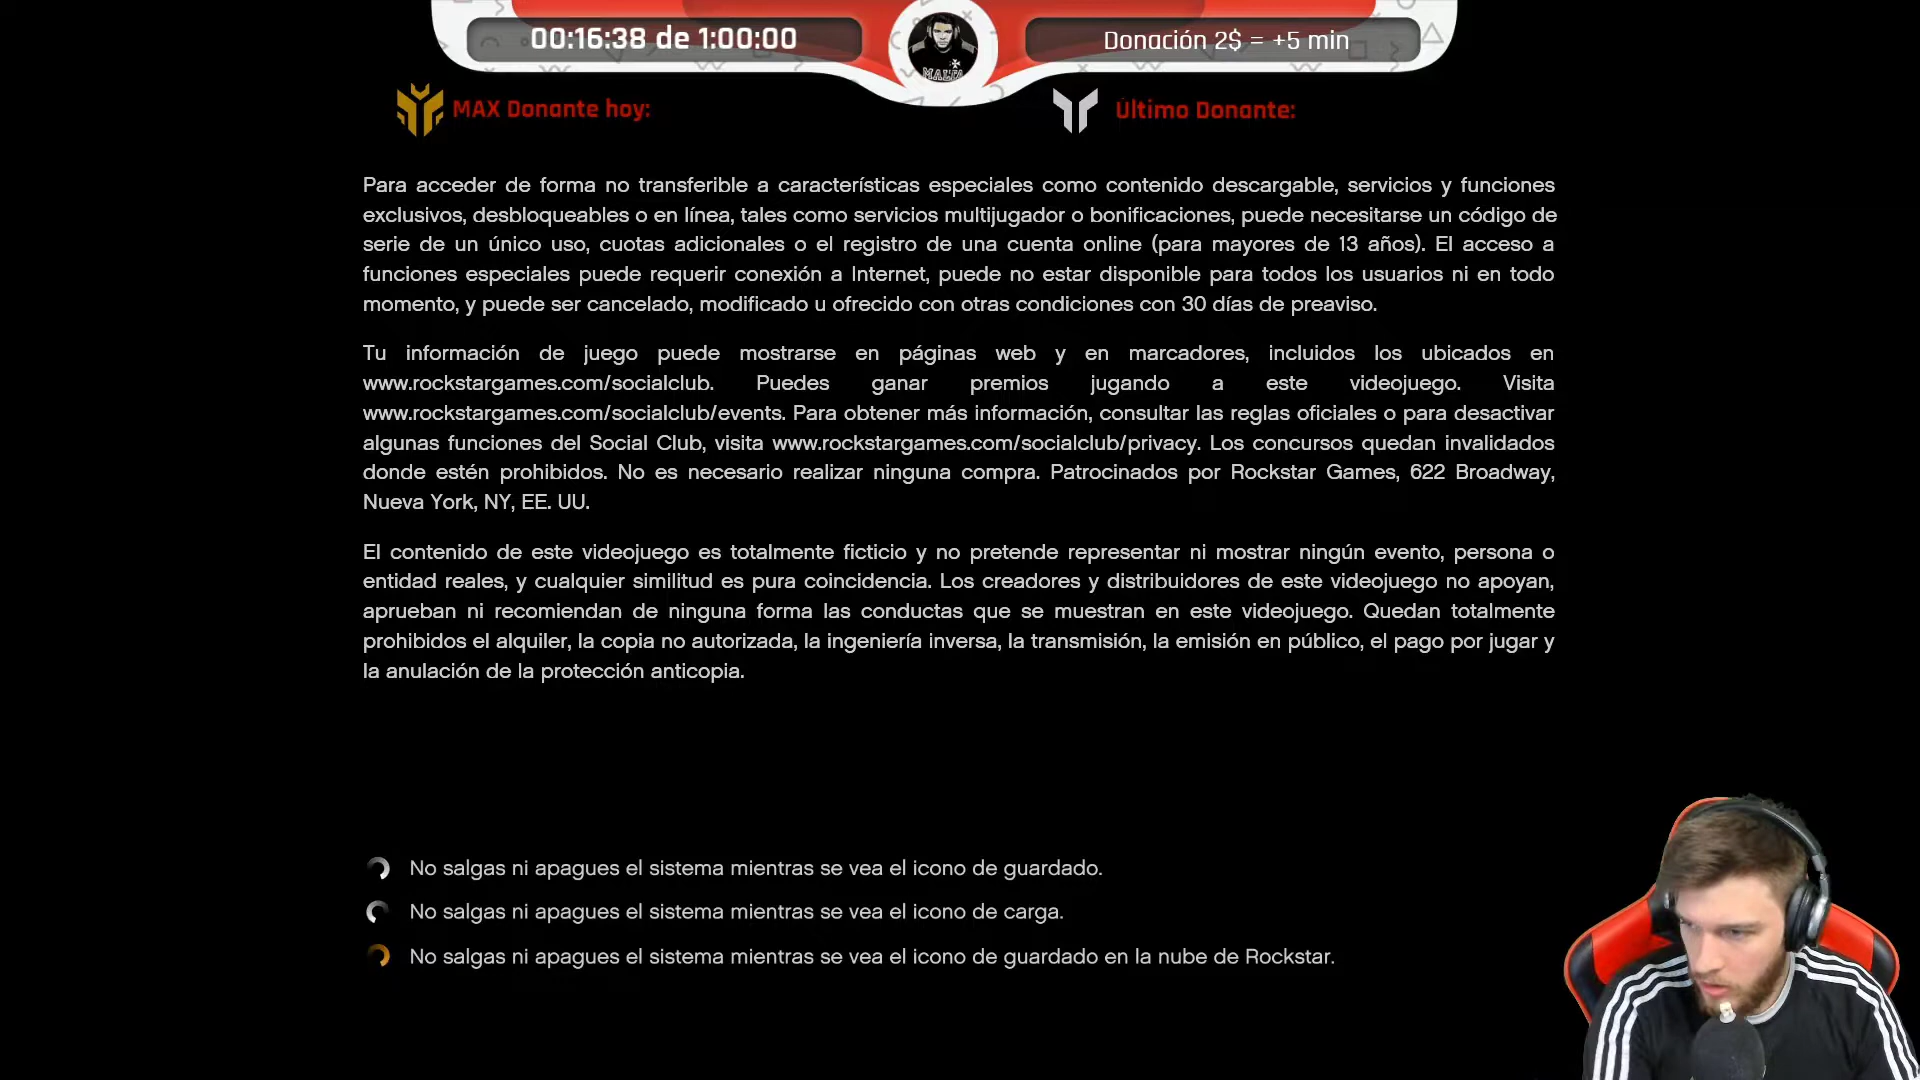 00:16:38 de 1:00:00
Donación 2$ = +5 min
MALTA
MAX Donante hoy:
Último Donante:
Para acceder de forma no transferible a características especiales como contenido descargable, servicios y funciones
exclusivos, desbloqueables o en línea, tales como servicios multijugador o bonificaciones, puede necesitarse un código de
serie de un único uso, cuotas adicionales o el registro de una cuenta online (para mayores de 13 años). El acceso a
funciones especiales puede requerir conexión a Internet, puede no estar disponible para todos los usuarios ni en todo
momento, y puede ser cancelado, modificado u ofrecido con otras condiciones con 30 días de preaviso.
Tu información de juego puede mostrarse en páginas web y en marcadores, incluidos los ubicados en
www.rockstargames.com/socialclub. Puedes ganar premios jugando a este videojuego. Visita
www.rockstargames.com/socialclub/events. Para obtener más información, consultar las reglas oficiales o para desactivar
algunas funciones del Social Club, visita www.rockstargames.com/socialclub/privacy. Los concursos quedan invalidados
donde estén prohibidos. No es necesario realizar ninguna compra. Patrocinados por Rockstar Games, 622 Broadway,
Nueva York, NY, EE. UU.
El contenido de este videojuego es totalmente ficticio y no pretende representar ni mostrar ningún evento, persona o
entidad reales, y cualquier similitud es pura coincidencia. Los creadores y distribuidores de este videojuego no apoyan,
aprueban ni recomiendan de ninguna forma las conductas que se muestran en este videojuego. Quedan totalmente
prohibidos el alquiler, la copia no autorizada, la ingeniería inversa, la transmisión, la emisión en público, el pago por jugar y
la anulación de la protección anticopia.
No salgas ni apagues el sistema mientras se vea el icono de guardado.
No salgas ni apagues el sistema mientras se vea el icono de carga.
No salgas ni apagues el sistema mientras se vea el icono de guardado en la nube de Rockstar.